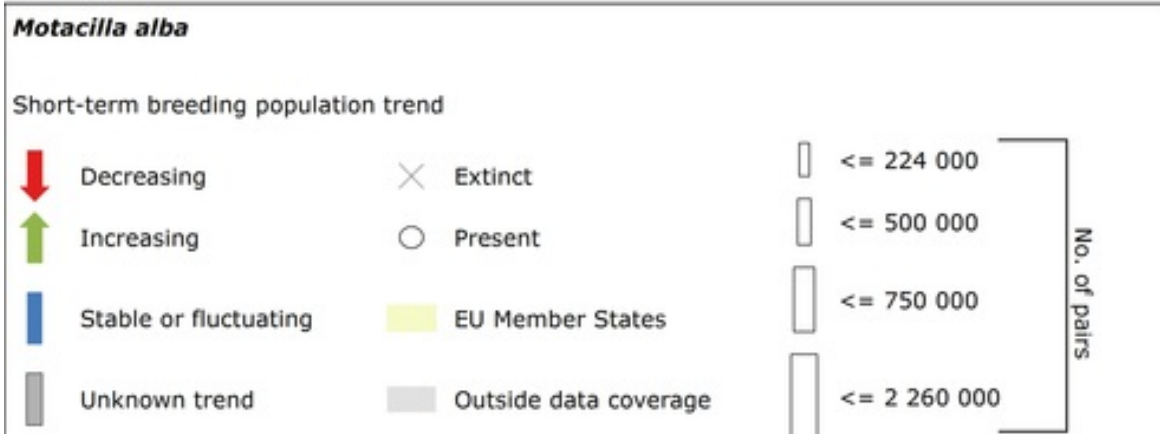 Motacilla alba
Short-term breeding population trend
Decreasing
Extinct
<= 224 000
Increasing
Present
<= 500 000
Stable or fluctuating
EU Member States
<= 750 000
Unknown trend
Outside data coverage
<= 2 260 000
No. of pairs